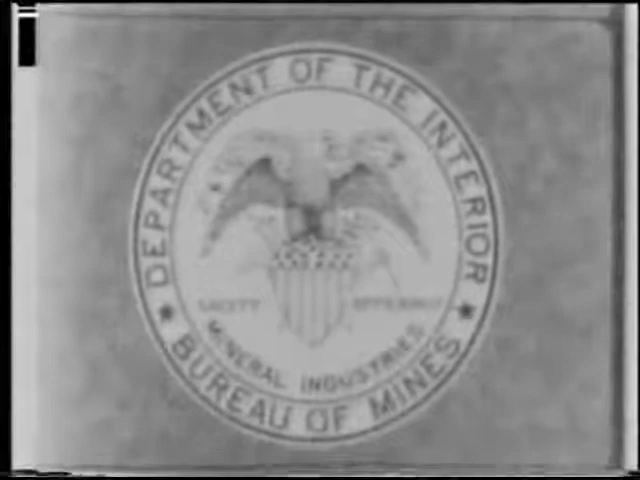 DEPARTMENT OF THE INTERIOR
SAFETY EFFICIENCY
MINERAL INDUSTRIES
BUREAU OF MINES